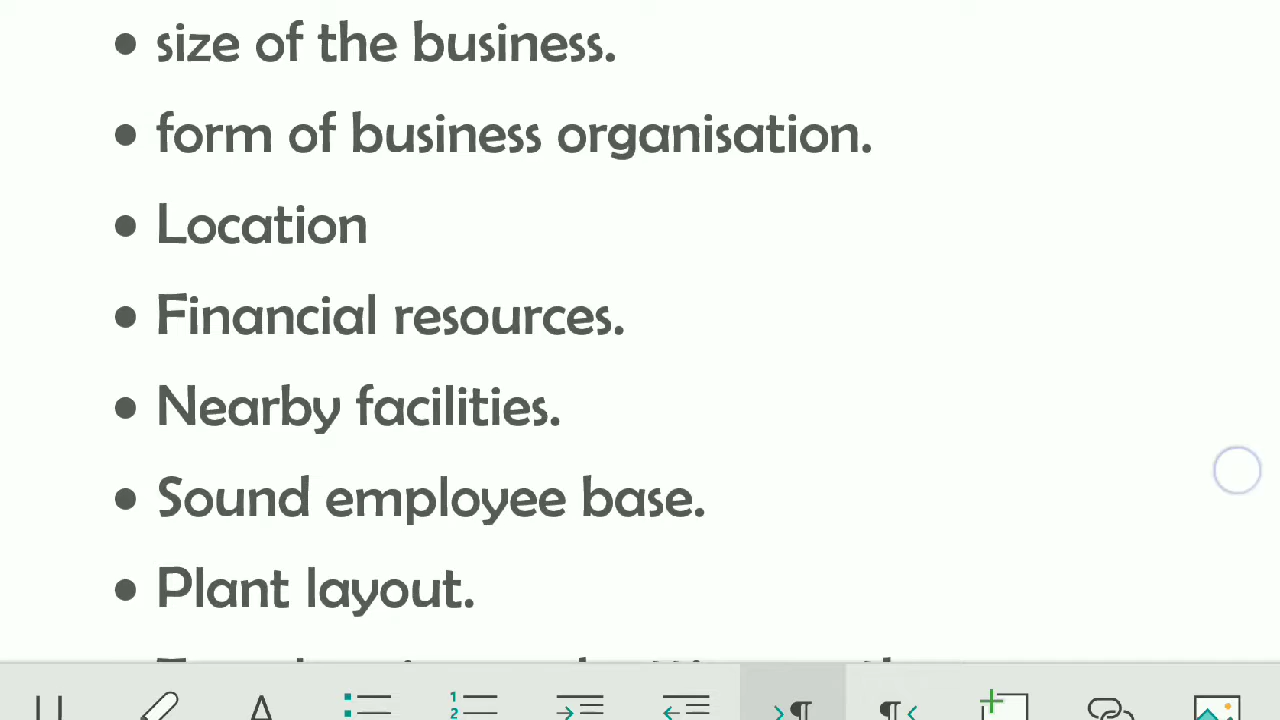 • size of the business.
• form of business organisation.
• Location
• Financial resources.
• Nearby facilities.
• Sound employee base.
• Plant layout.